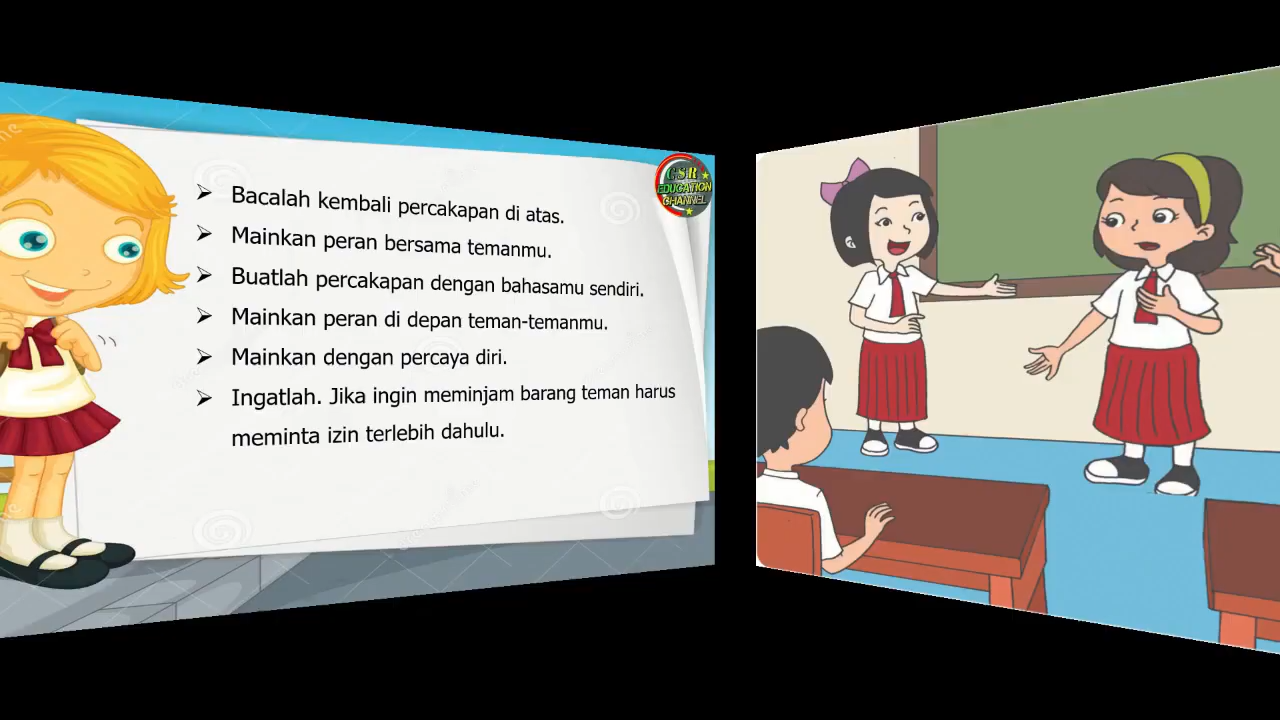 Bacalah kembali percakapan di atas.
Mainkan peran bersama temanmu.
Buatlah percakapan dengan bahasamu sendiri.
Mainkan peran di depan teman-temanmu.
Mainkan dengan percaya diri.
Ingatlah. Jika ingin meminjam barang teman harus
meminta izin terlebih dahulu.
GSR
EDUCATION
CHANNEL